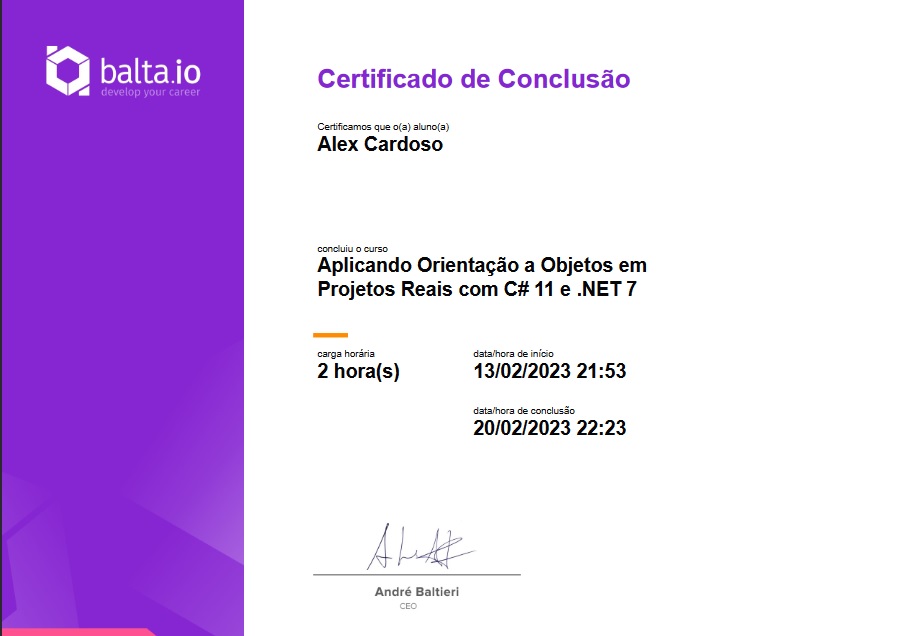 balta.io
develop your career
Certificado de Conclusão
Certificamos que o(a) aluno(a)
Alex Cardoso
concluiu o curso
Aplicando Orientação a Objetos em
Projetos Reais com C# 11 e .NET 7
carga horária
2 hora(s)
data/hora de início
13/02/2023 21:53
data/hora de conclusão
20/02/2023 22:23
André Baltieri
CEO